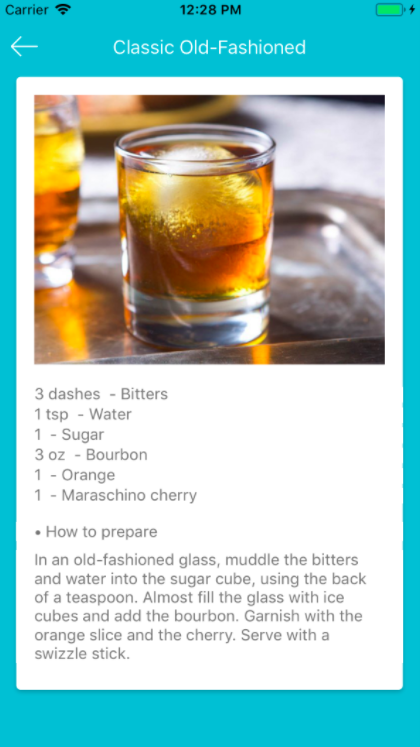 Carrier 12:28 PM
Classic Old-Fashioned
3 dashes - Bitters
1 tsp - Water
1 - Sugar
3 oz - Bourbon
1 - Orange
1 - Maraschino cherry
• How to prepare
In an old-fashioned glass, muddle the bitters
and water into the sugar cube, using the back
of a teaspoon. Almost fill the glass with ice
cubes and add the bourbon. Garnish with the
orange slice and the cherry. Serve with a
swizzle stick.